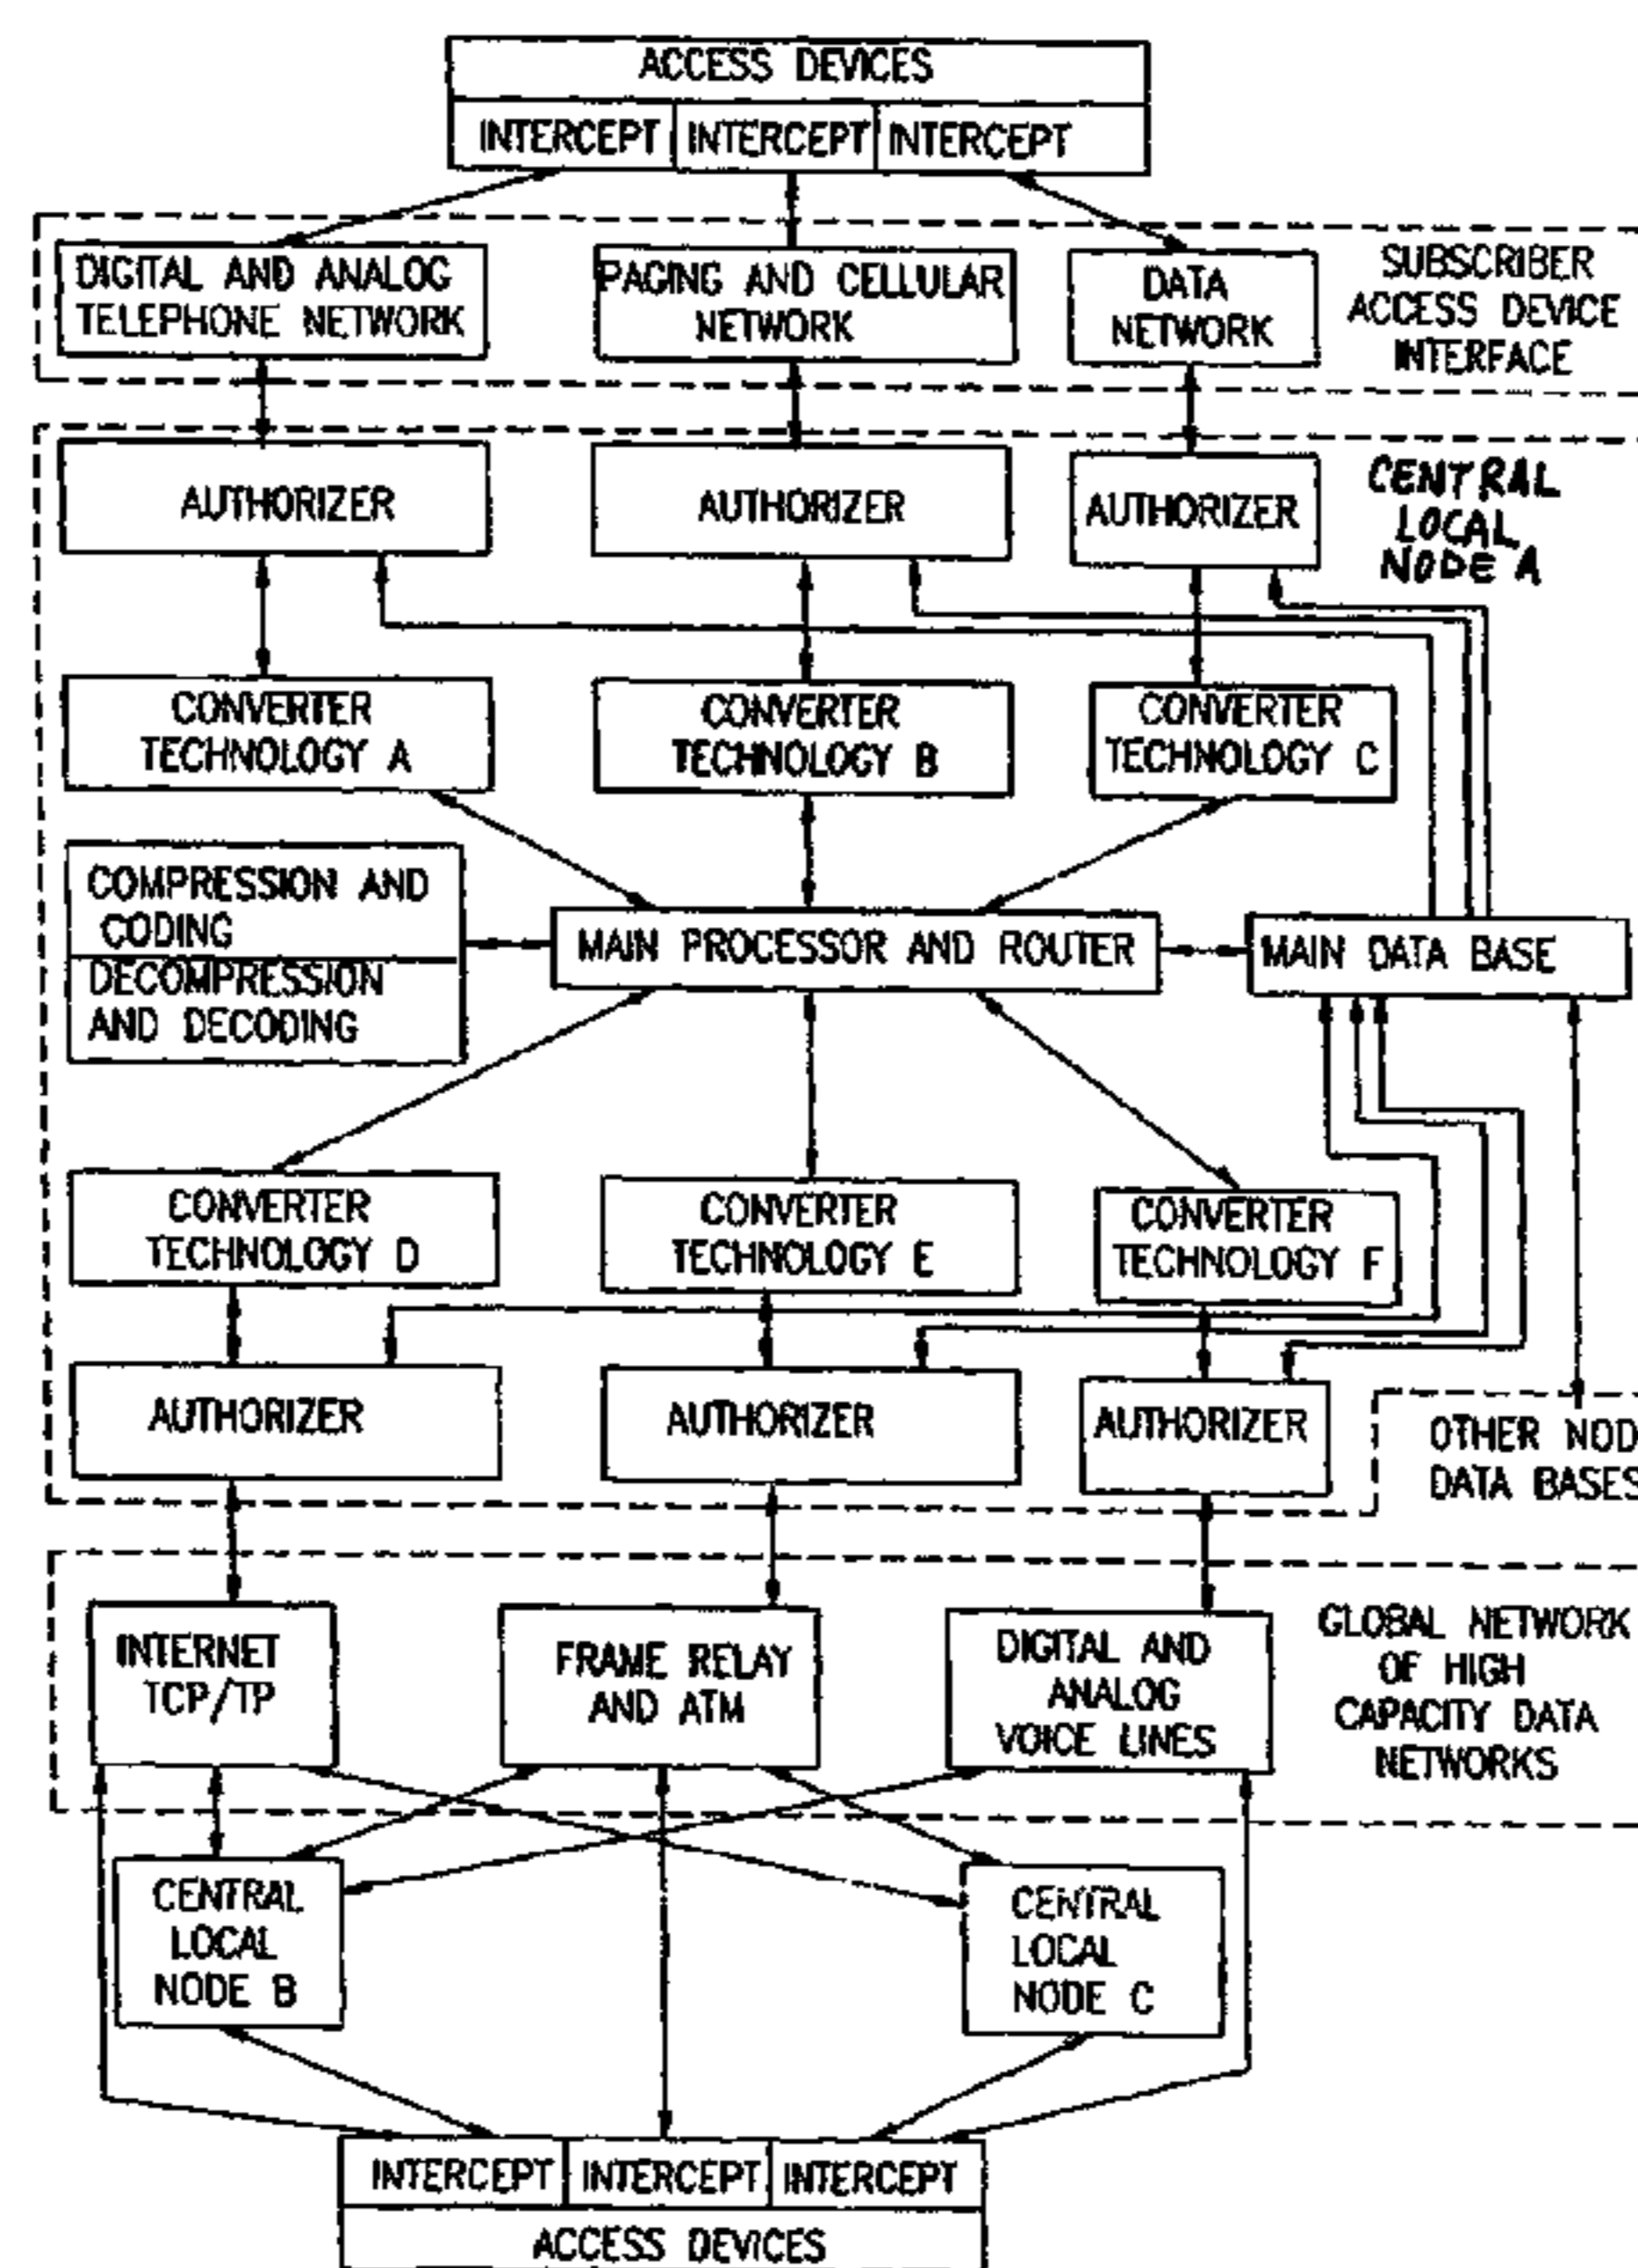 ACCESS DEVICES
INTERCEPT INTERCEPT INTERCEPT
DIGITAL AND ANALOG
TELEPHONE NETWORK
PAGING AND CELLULAR
NETWORK
DATA
NETWORK
SUBSCRIBER
ACCESS DEVICE
INTERFACE
AUTHORIZER
AUTHORIZER
AUTHORIZER
CENTRAL
LOCAL
NODE A
CONVERTER
TECHNOLOGY A
CONVERTER
TECHNOLOGY B
CONVERTER
TECHNOLOGY C
COMPRESSION AND
CODING
DECOMPRESSION
AND DECODING
MAIN PROCESSOR AND ROUTER
MAIN DATA BASE
CONVERTER
TECHNOLOGY D
CONVERTER
TECHNOLOGY E
CONVERTER
TECHNOLOGY F
AUTHORIZER
AUTHORIZER
AUTHORIZER
OTHER NOD
DATA BASES
INTERNET
TCP/TP
FRAME RELAY
AND ATM
DIGITAL AND
ANALOG
VOICE LINES
GLOBAL NETWORK
OF HIGH
CAPACITY DATA
NETWORKS
CENTRAL
LOCAL
NODE B
CENTRAL
LOCAL
NODE C
INTERCEPT INTERCEPT INTERCEPT
ACCESS DEVICES